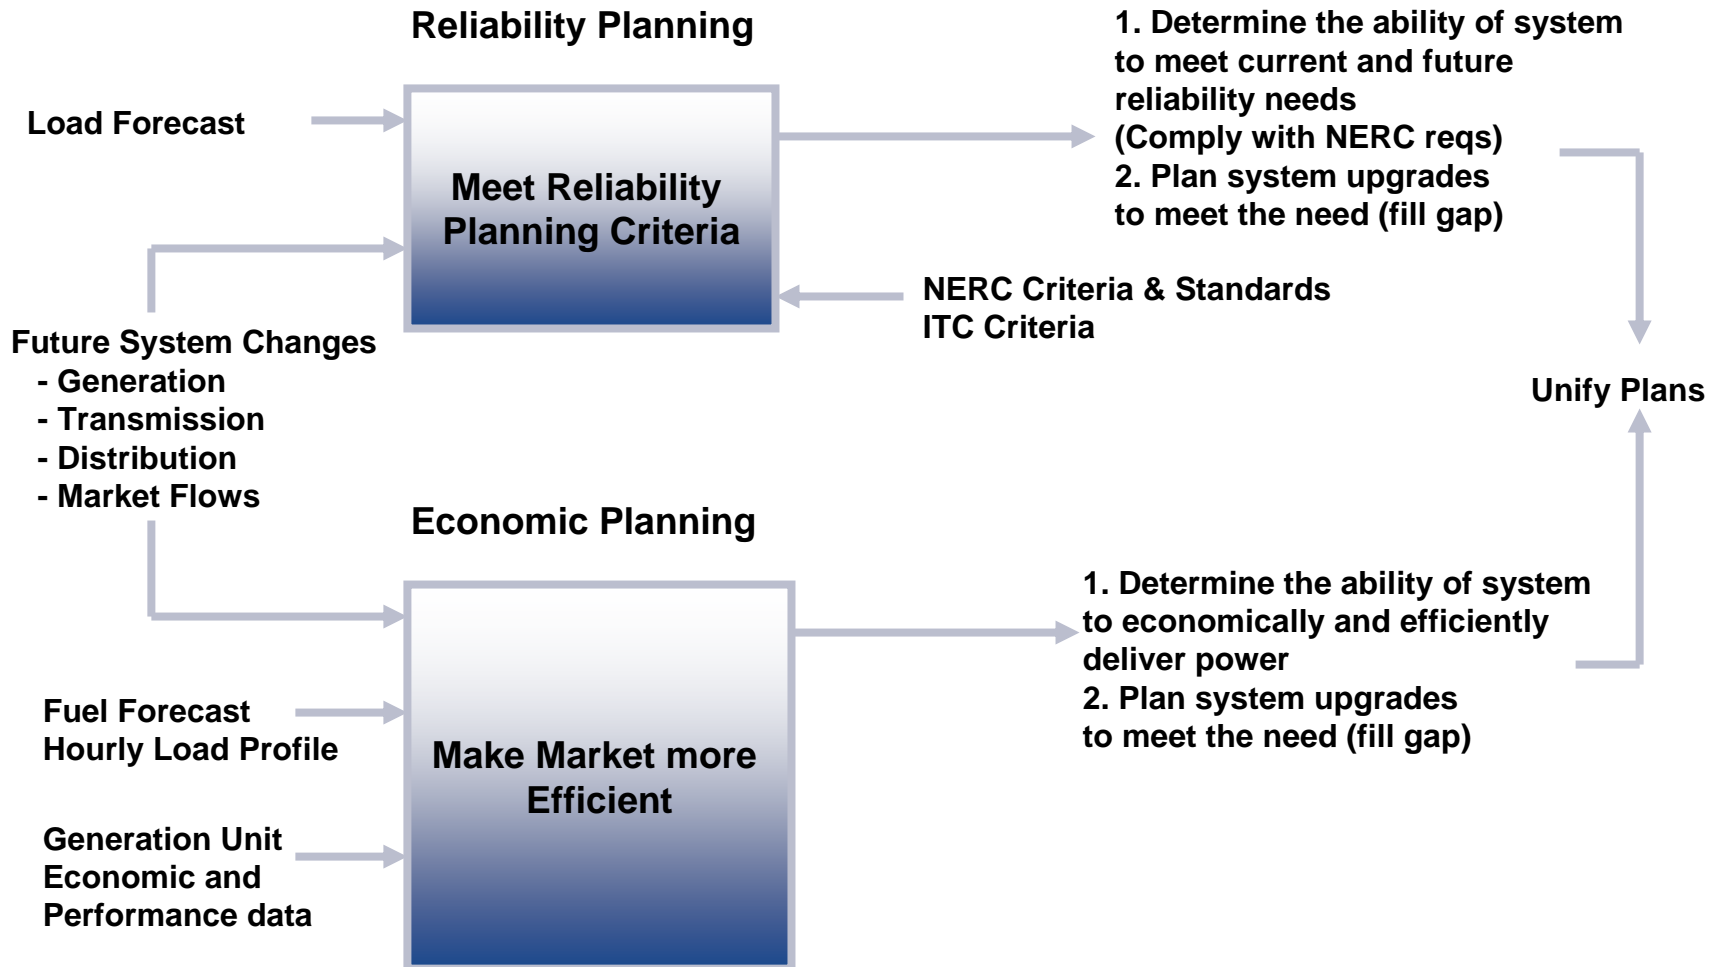 Reliability Planning
Load Forecast
Meet Reliability
Planning Criteria
1. Determine the ability of system
to meet current and future
reliability needs
(Comply with NERC reqs)
2. Plan system upgrades
to meet the need (fill gap)
NERC Criteria & Standards
ITC Criteria
Future System Changes
- Generation
- Transmission
- Distribution
- Market Flows
Unify Plans
Economic Planning
Fuel Forecast
Hourly Load Profile
Generation Unit
Economic and
Performance data
Make Market more
Efficient
1. Determine the ability of system
to economically and efficiently
deliver power
2. Plan system upgrades
to meet the need (fill gap)